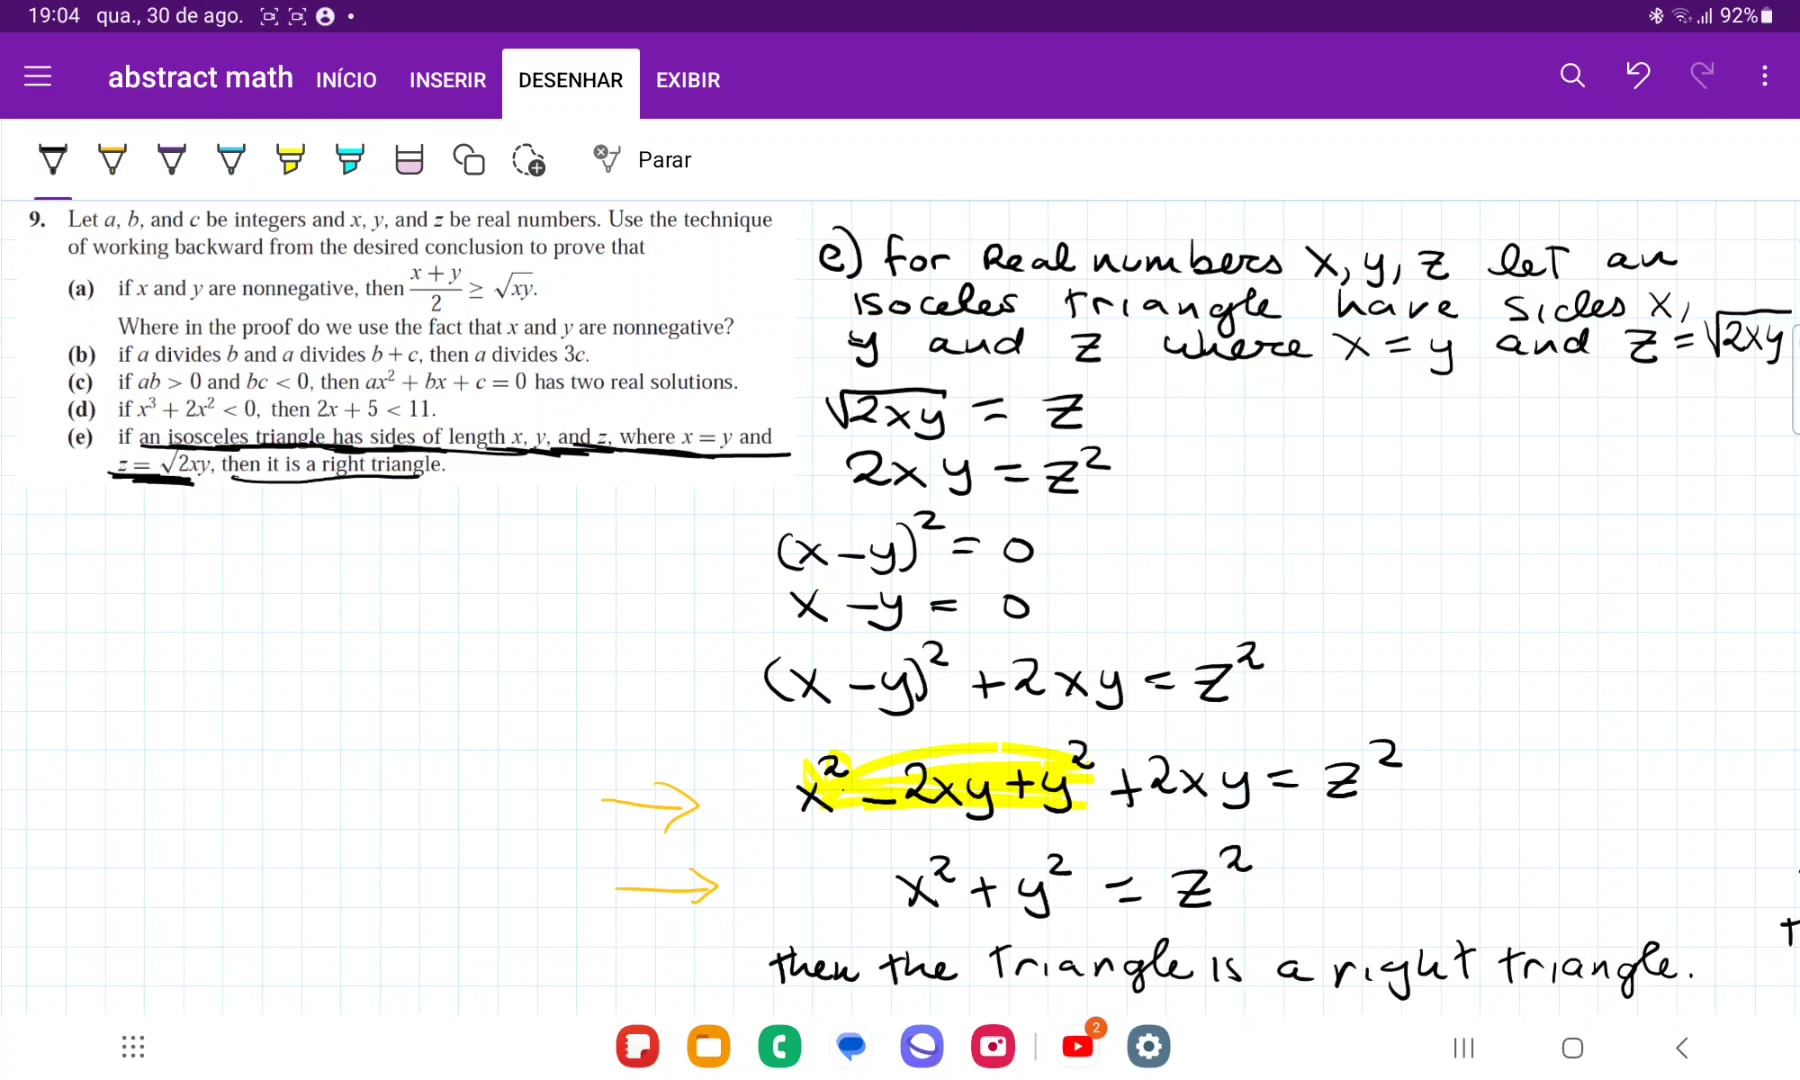 19:04 qua., 30 de ago.
92%
abstract math INÍCIO INSERIR DESENHAR EXIBIR
Parar
9. Let a, b, and c be integers and x, y, and z be real numbers. Use the technique
of working backward from the desired conclusion to prove that
(a) if x and y are nonnegative, then (x + y)/2 ≥ √xy.
Where in the proof do we use the fact that x and y are nonnegative?
(b) if a divides b and a divides b + c, then a divides 3c.
(c) if ab > 0 and bc < 0, then ax² + bx + c = 0 has two real solutions.
(d) if x³ + 2x² < 0, then 2x + 5 < 11.
(e) if an isosceles triangle has sides of length x, y, and z, where x = y and
z = √2xy, then it is a right triangle.
e) for Real numbers x, y, z let an
isoceles triangle have sides x,
y and z where x = y and z = √2xy
√2xy = z
2xy = z²
(x - y)² = 0
x - y = 0
(x - y)² + 2xy = z²
x² - 2xy + y² + 2xy = z²
x² + y² = z²
then the triangle is a right triangle.
2